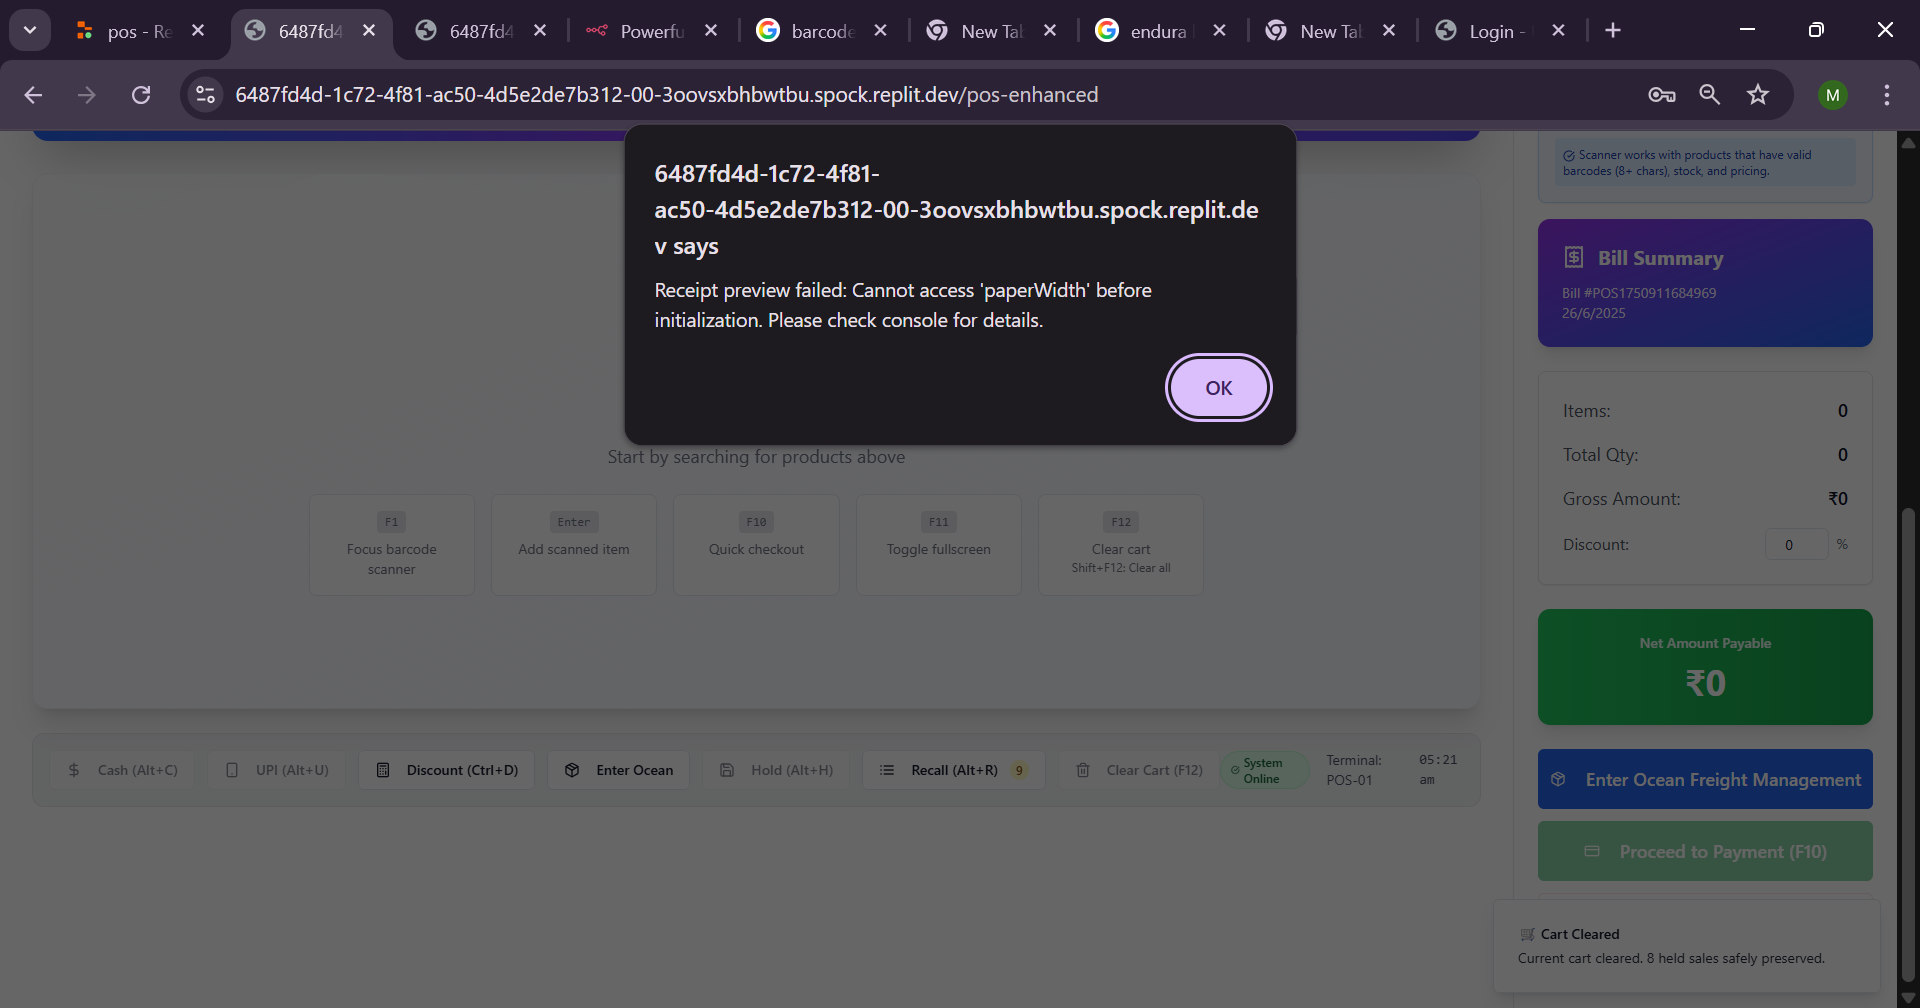 pos - Re
6487fd4
6487fd4
Powerfu
barcode
New Tab
endura
New Tab
Login -
6487fd4d-1c72-4f81-ac50-4d5e2de7b312-00-3oovsxbhbwtbu.spock.replit.dev/pos-enhanced
M
6487fd4d-1c72-4f81-
ac50-4d5e2de7b312-00-3oovsxbhbwtbu.spock.replit.de
v says
Receipt preview failed: Cannot access 'paperWidth' before
initialization. Please check console for details.
OK
Start by searching for products above
F1
Focus barcode
scanner
Enter
Add scanned item
F10
Quick checkout
F11
Toggle fullscreen
F12
Clear cart
Shift+F12: Clear all
$ Cash (Alt+C)
UPI (Alt+U)
Discount (Ctrl+D)
Enter Ocean
Hold (Alt+H)
Recall (Alt+R) 9
Clear Cart (F12)
System
Online
Terminal:
POS-01
05:21
am
Scanner works with products that have valid
barcodes (8+ chars), stock, and pricing.
Bill Summary
Bill #POS1750911684969
26/6/2025
Items: 0
Total Qty: 0
Gross Amount: ₹0
Discount: 0 %
Net Amount Payable
₹0
Enter Ocean Freight Management
Proceed to Payment (F10)
🛒 Cart Cleared
Current cart cleared. 8 held sales safely preserved.